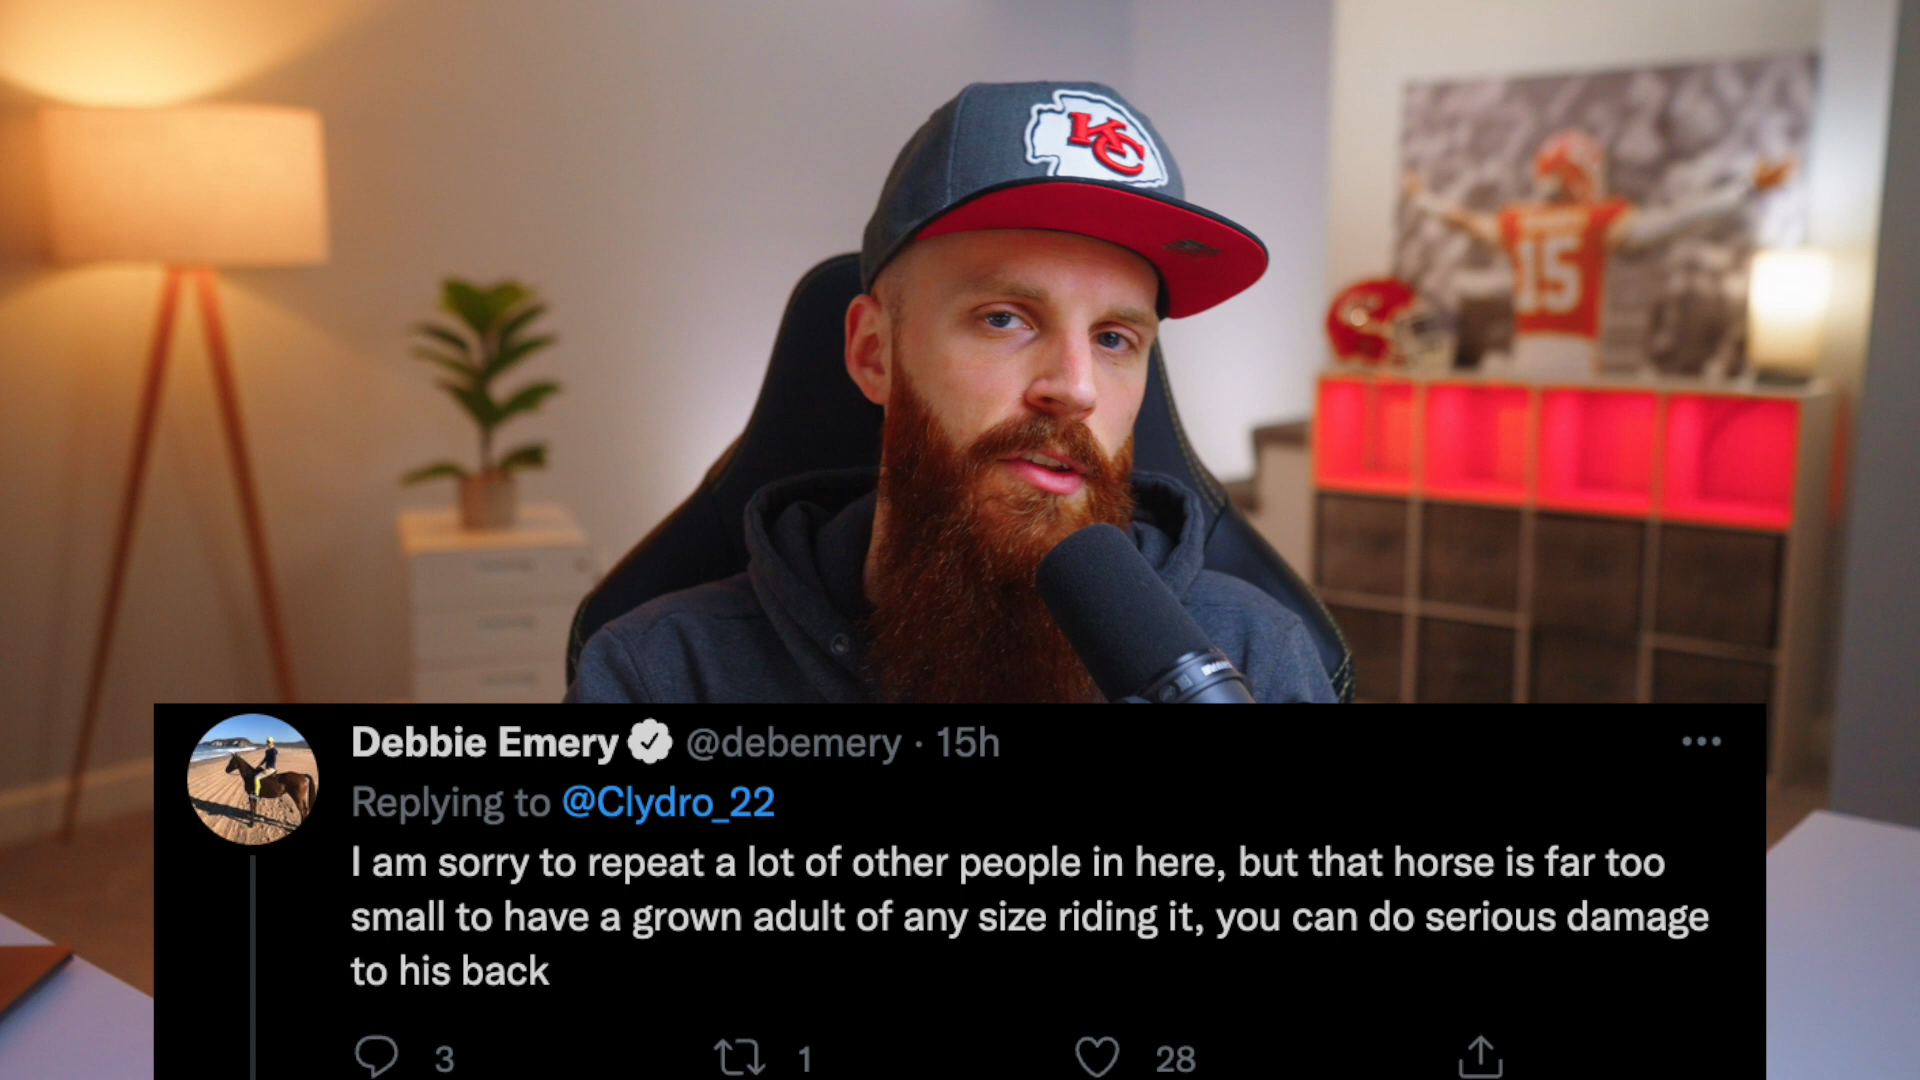 KC
15
Debbie Emery @debemery · 15h
Replying to @Clydro_22
I am sorry to repeat a lot of other people in here, but that horse is far too
small to have a grown adult of any size riding it, you can do serious damage
to his back
3 1 28